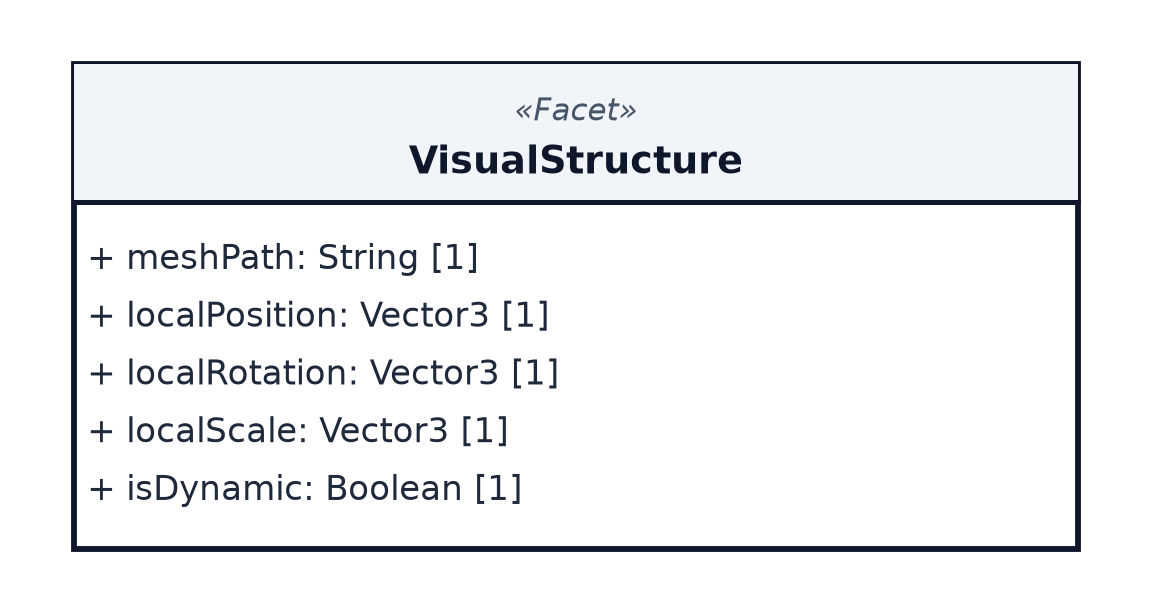 «Facet»
VisualStructure
+ meshPath: String [1]
+ localPosition: Vector3 [1]
+ localRotation: Vector3 [1]
+ localScale: Vector3 [1]
+ isDynamic: Boolean [1]